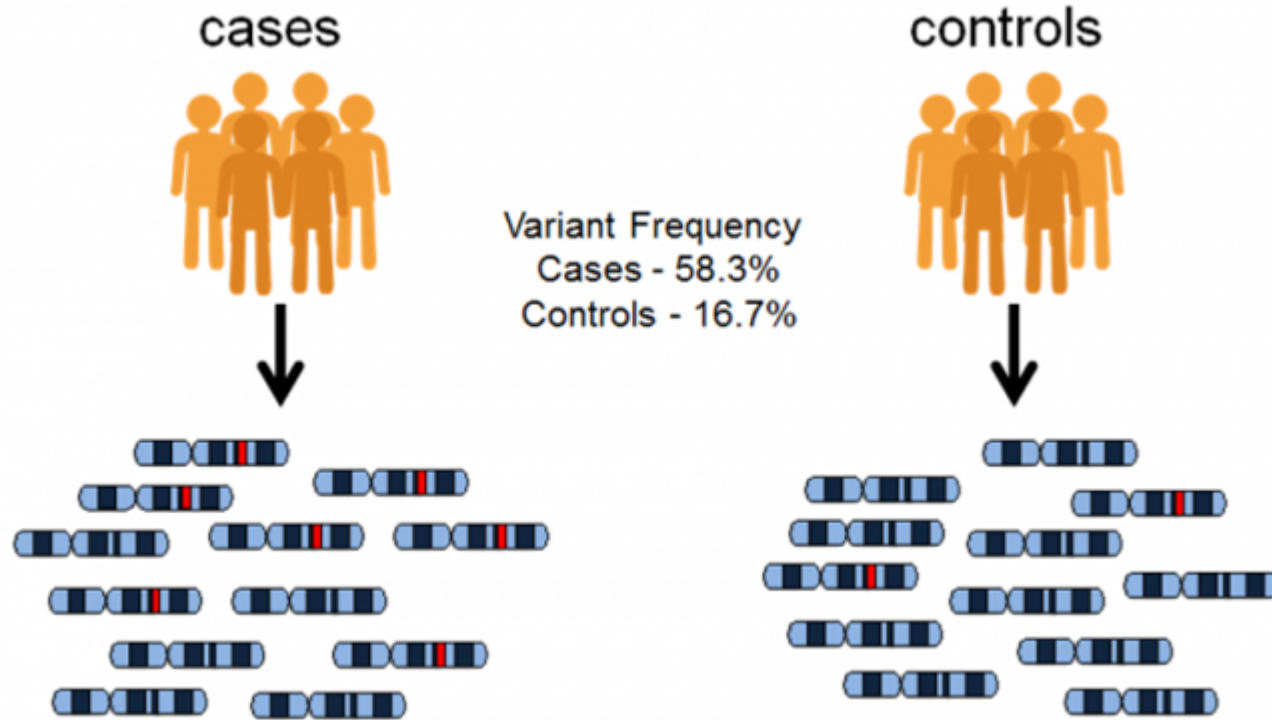 cases
controls
Variant Frequency
Cases - 58.3%
Controls - 16.7%